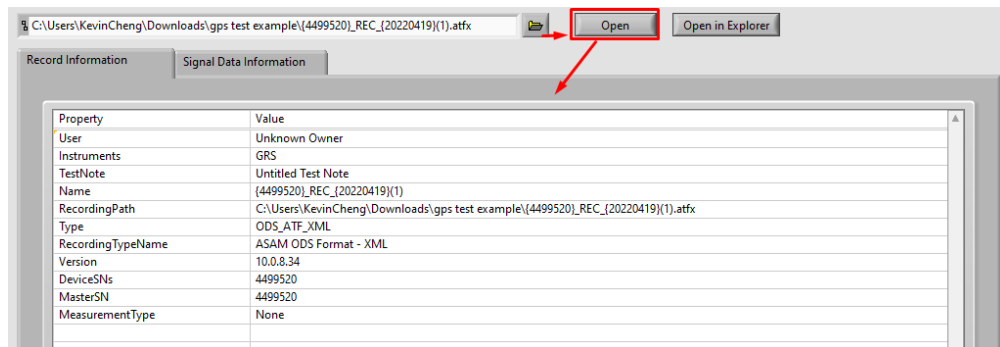 C:\Users\KevinCheng\Downloads\gps test example\{4499520}_REC_{20220419}(1).atfx Open Open in Explorer
Record Information Signal Data Information
Property Value
User Unknown Owner
Instruments GRS
TestNote Untitled Test Note
Name {4499520}_REC_{20220419}(1)
RecordingPath C:\Users\KevinCheng\Downloads\gps test example\{4499520}_REC_{20220419}(1).atfx
Type ODS_ATF_XML
RecordingTypeName ASAM ODS Format - XML
Version 10.0.8.34
DeviceSNs 4499520
MasterSN 4499520
MeasurementType None